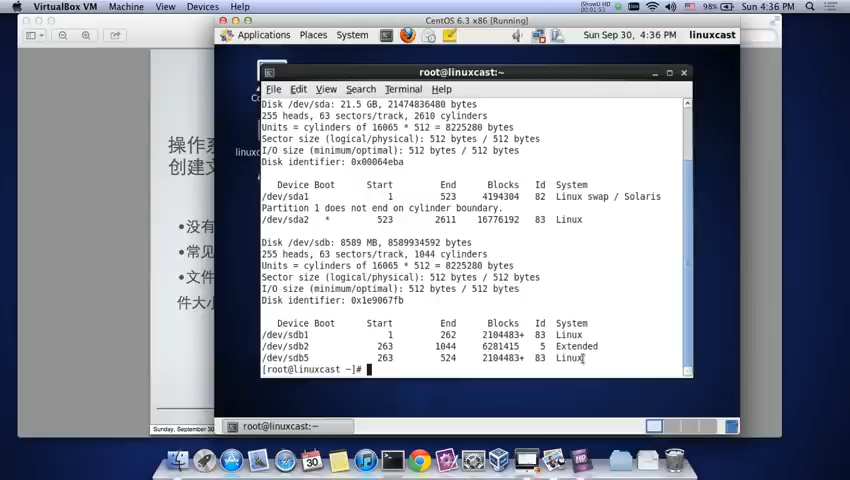 VirtualBox VM Machine View Devices Help
98% Sun 4:36 PM
CentOS 6.3 x86 [Running]
Applications Places System Sun Sep 30, 4:36 PM linuxcast
root@linuxcast:~
File Edit View Search Terminal Help
Disk /dev/sda: 21.5 GB, 21474836480 bytes
255 heads, 63 sectors/track, 2610 cylinders
Units = cylinders of 16065 * 512 = 8225280 bytes
Sector size (logical/physical): 512 bytes / 512 bytes
I/O size (minimum/optimal): 512 bytes / 512 bytes
Disk identifier: 0x00064eba
Device Boot Start End Blocks Id System
/dev/sda1 1 523 4194304 82 Linux swap / Solaris
Partition 1 does not end on cylinder boundary.
/dev/sda2 * 523 2611 16776192 83 Linux
Disk /dev/sdb: 8589 MB, 8589934592 bytes
255 heads, 63 sectors/track, 1044 cylinders
Units = cylinders of 16065 * 512 = 8225280 bytes
Sector size (logical/physical): 512 bytes / 512 bytes
I/O size (minimum/optimal): 512 bytes / 512 bytes
Disk identifier: 0x1e9067fb
Device Boot Start End Blocks Id System
/dev/sdb1 1 262 2104483+ 83 Linux
/dev/sdb2 263 1044 6281415 5 Extended
/dev/sdb5 263 524 2104483+ 83 Linux
[root@linuxcast ~]#
操作系
创建文
•没有
•常见
•文件
件大小
Sunday, September 30
root@linuxcast:~